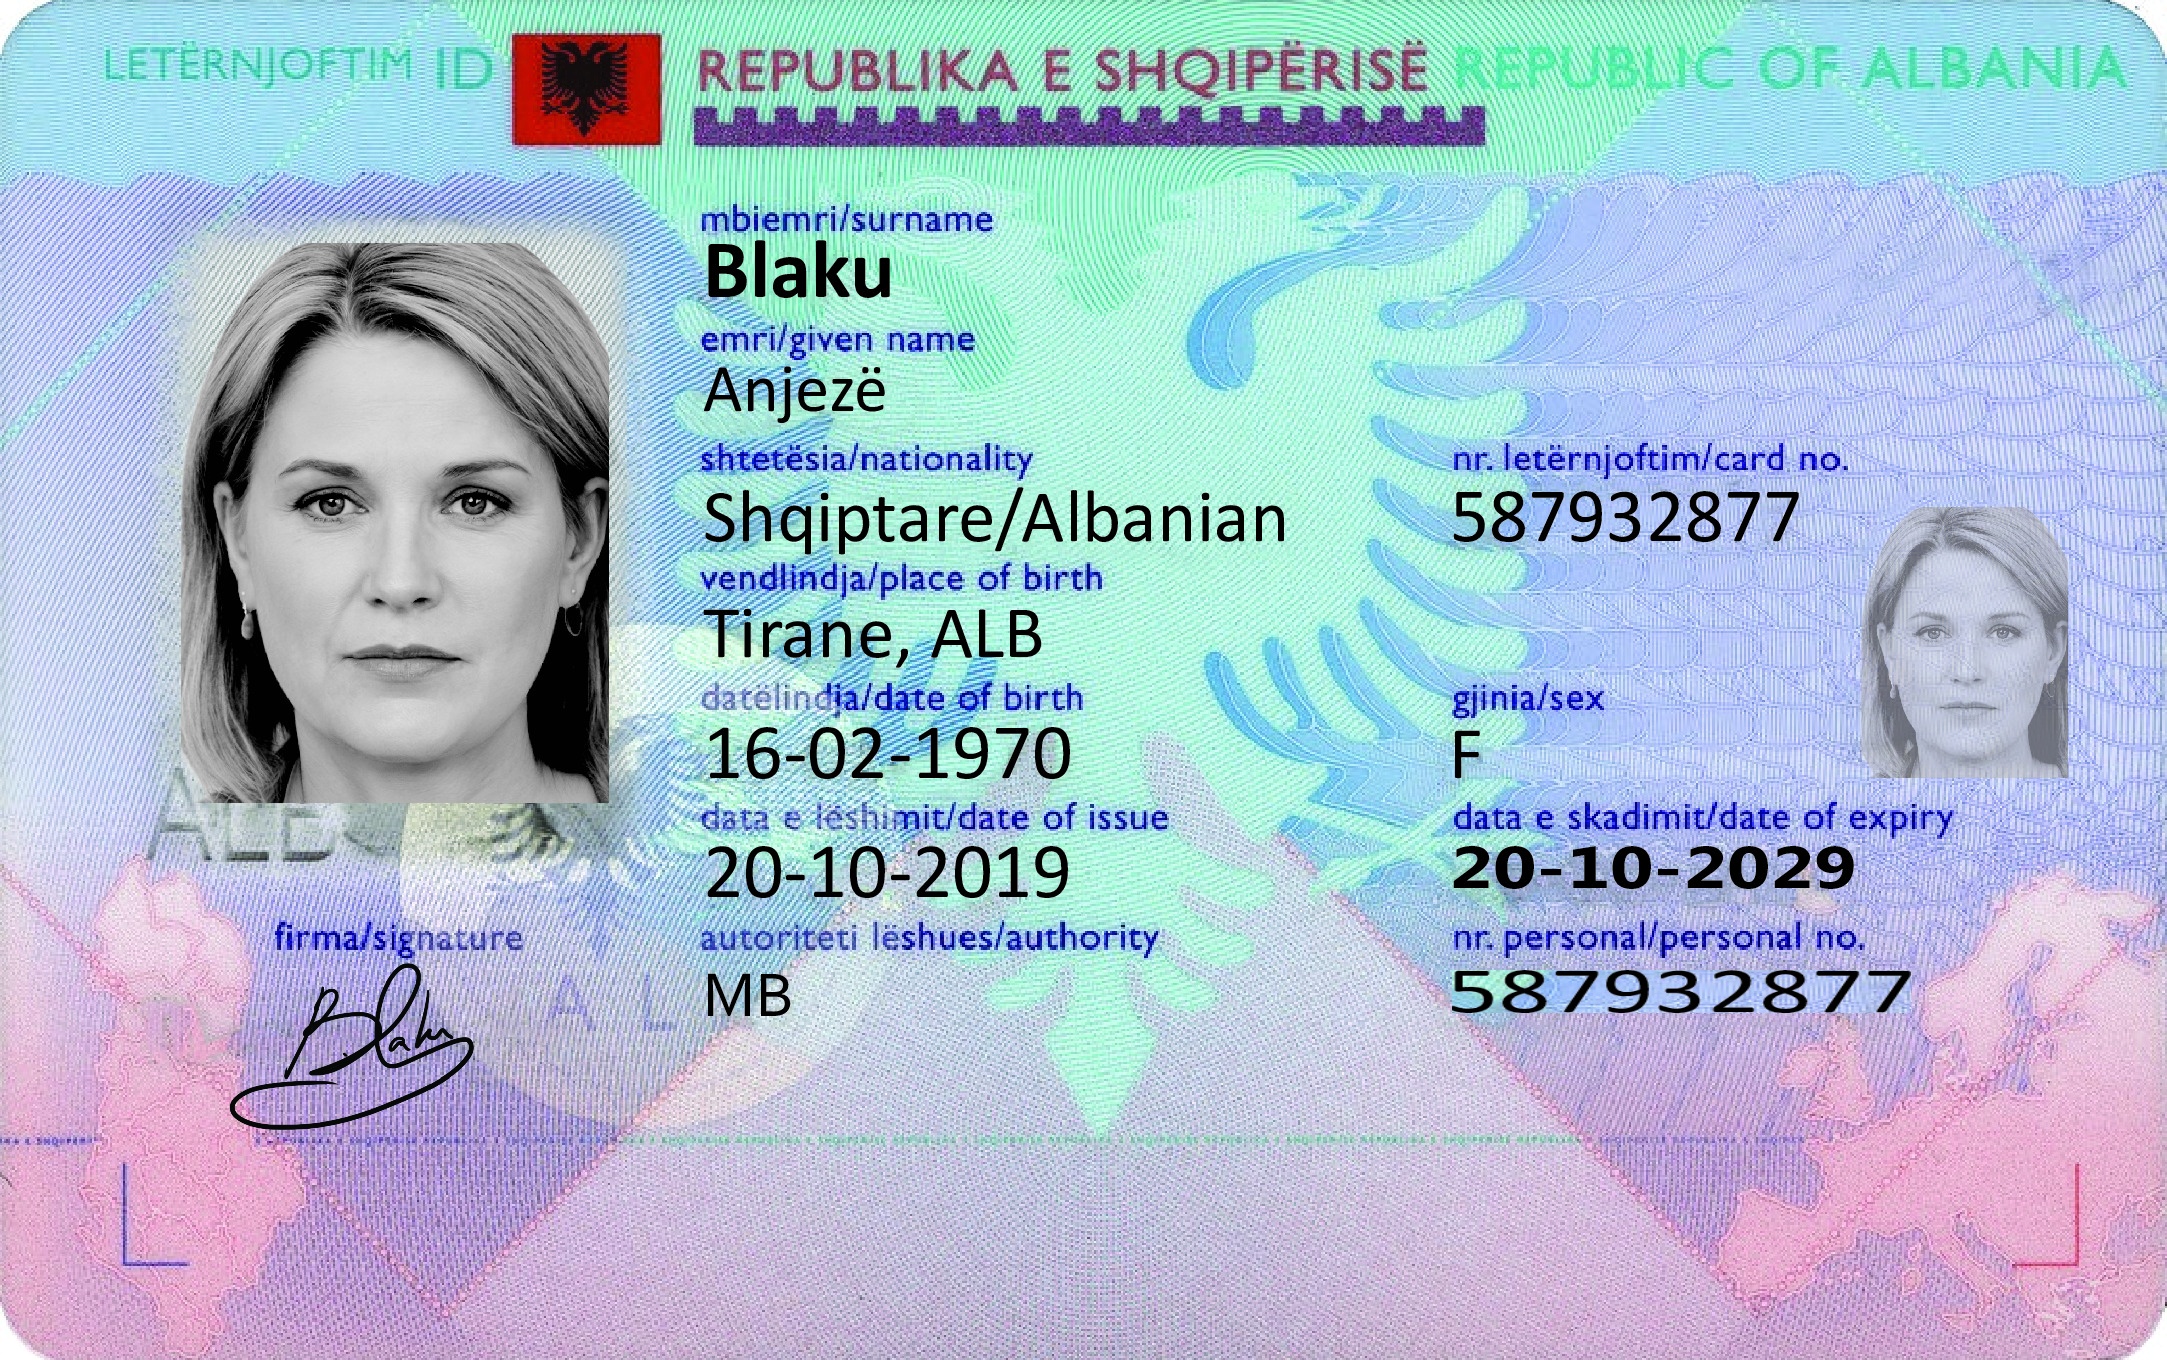 LETËRNJOFTIM ID REPUBLIKA E SHQIPËRISË REPUBLIC OF ALBANIA
mbiemri/surname
Blaku
emri/given name
Anjezë
shtetësia/nationality nr. letërnjoftim/card no.
Shqiptare/Albanian 587932877
vendlindja/place of birth
Tirane, ALB
datëlindja/date of birth gjinia/sex
16-02-1970 F
ALB
data e lëshimit/date of issue data e skadimit/date of expiry
20-10-2019 20-10-2029
firma/signature autoriteti lëshues/authority nr. personal/personal no.
Blaku A L MB 587932877